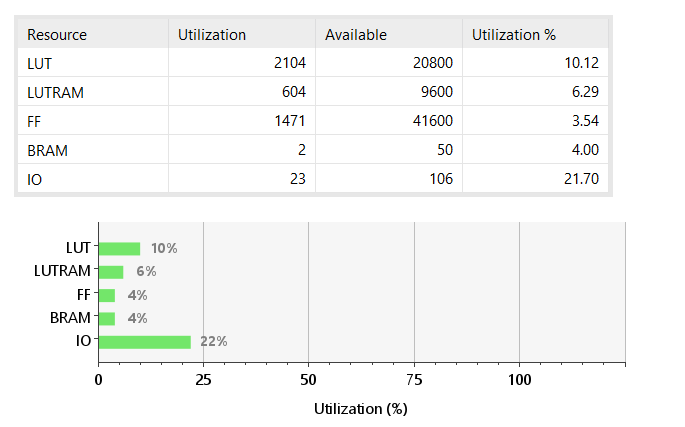 Resource Utilization Available Utilization %
LUT 2104 20800 10.12
LUTRAM 604 9600 6.29
FF 1471 41600 3.54
BRAM 2 50 4.00
IO 23 106 21.70
LUT 10%
LUTRAM 6%
FF 4%
BRAM 4%
IO 22%
0 25 50 75 100
Utilization (%)